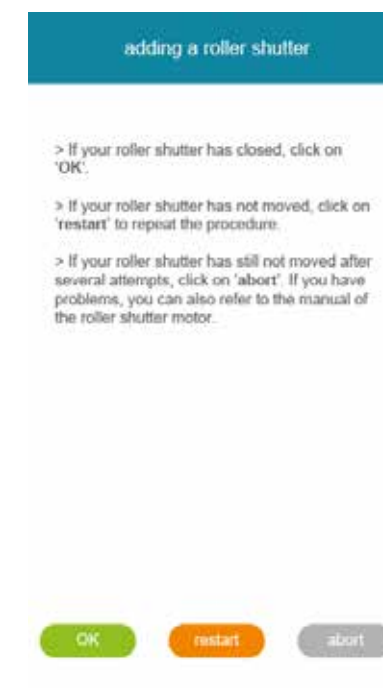 adding a roller shutter
> If your roller shutter has closed, click on
'OK'.
> If your roller shutter has not moved, click on
'restart' to repeat the procedure.
> If your roller shutter has still not moved after
several attempts, click on 'abort'. If you have
problems, you can also refer to the manual of
the roller shutter motor.
OK restart abort